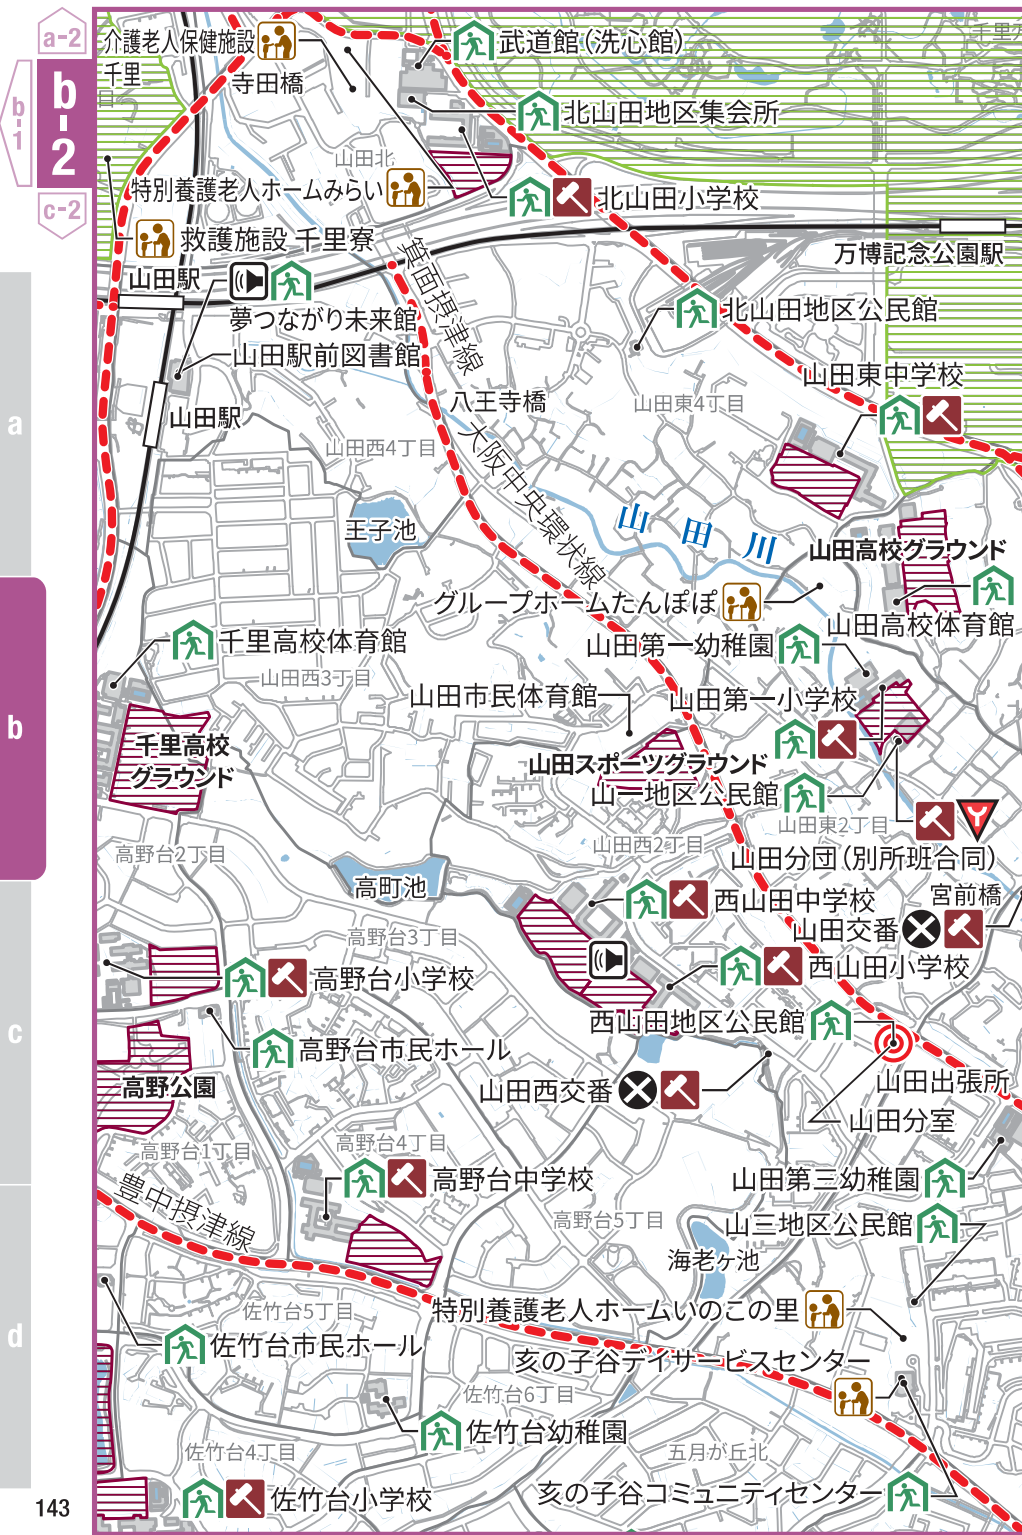 a-2
b-2
b-1
c-2
介護老人保健施設
千里
寺田橋
武道館（洗心館）
北山田地区集会所
山田北
特別養護老人ホームみらい
北山田小学校
救護施設 千里寮
万博記念公園駅
山田駅
箕面摂津線
夢つながり未来館
北山田地区公民館
山田駅前図書館
山田東中学校
八王寺橋
山田東4丁目
山田駅
a
山田西4丁目
大阪中央環状線
王子池
山田川
山田高校グラウンド
グループホームたんぽぽ
山田高校体育館
千里高校体育館
山田第一幼稚園
山田西3丁目
山田市民体育館
山田第一小学校
b
千里高校
グラウンド
山田スポーツグラウンド
山一地区公民館
山田東2丁目
山田西2丁目
高野台2丁目
山田分団（別所班合同）
高町池
宮前橋
西山田中学校
山田交番
高野台3丁目
西山田小学校
高野台小学校
西山田地区公民館
c
高野台市民ホール
山田出張所
高野公園
山田西交番
山田分室
高野台4丁目
高野台1丁目
高野台中学校
山田第三幼稚園
豊中摂津線
高野台5丁目
山三地区公民館
海老ヶ池
佐竹台5丁目
特別養護老人ホームいのこの里
d
佐竹台市民ホール
亥の子谷デイサービスセンター
佐竹台6丁目
佐竹台幼稚園
佐竹台4丁目
五月が丘北
亥の子谷コミュニティセンター
佐竹台小学校
143